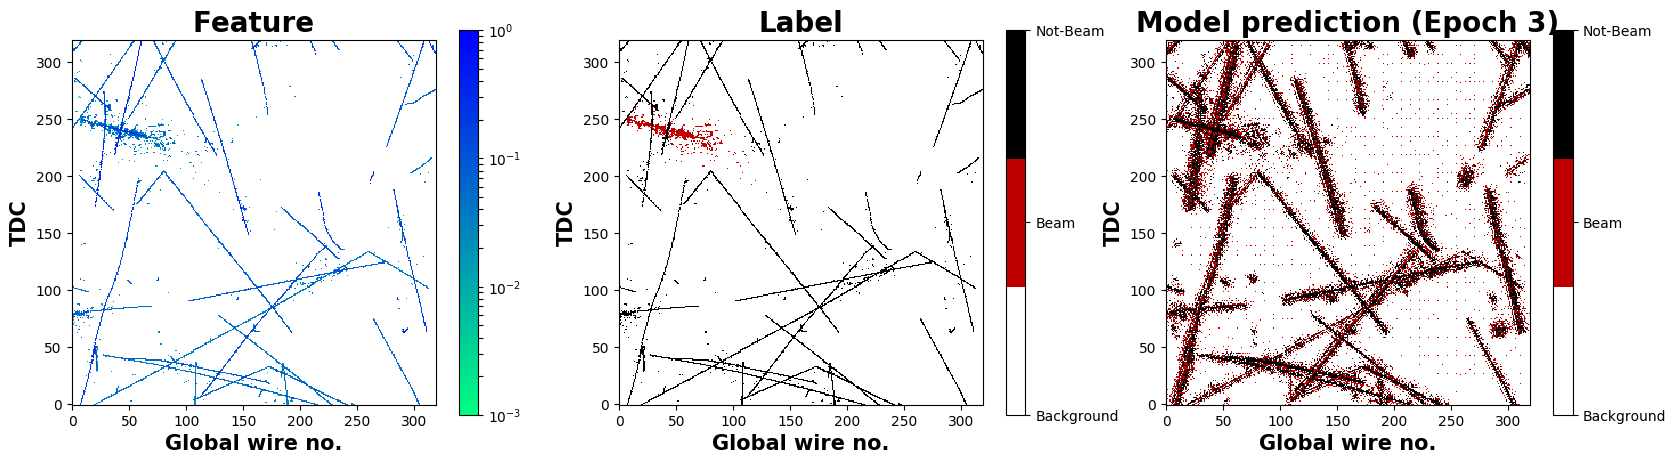 Feature
TDC
300
250
200
150
100
50
0
0 50 100 150 200 250 300
Global wire no.
10^0
10^-1
10^-2
10^-3
Label
TDC
300
250
200
150
100
50
0
0 50 100 150 200 250 300
Global wire no.
Not-Beam
Beam
Background
Model prediction (Epoch 3)
TDC
300
250
200
150
100
50
0
0 50 100 150 200 250 300
Global wire no.
Not-Beam
Beam
Background